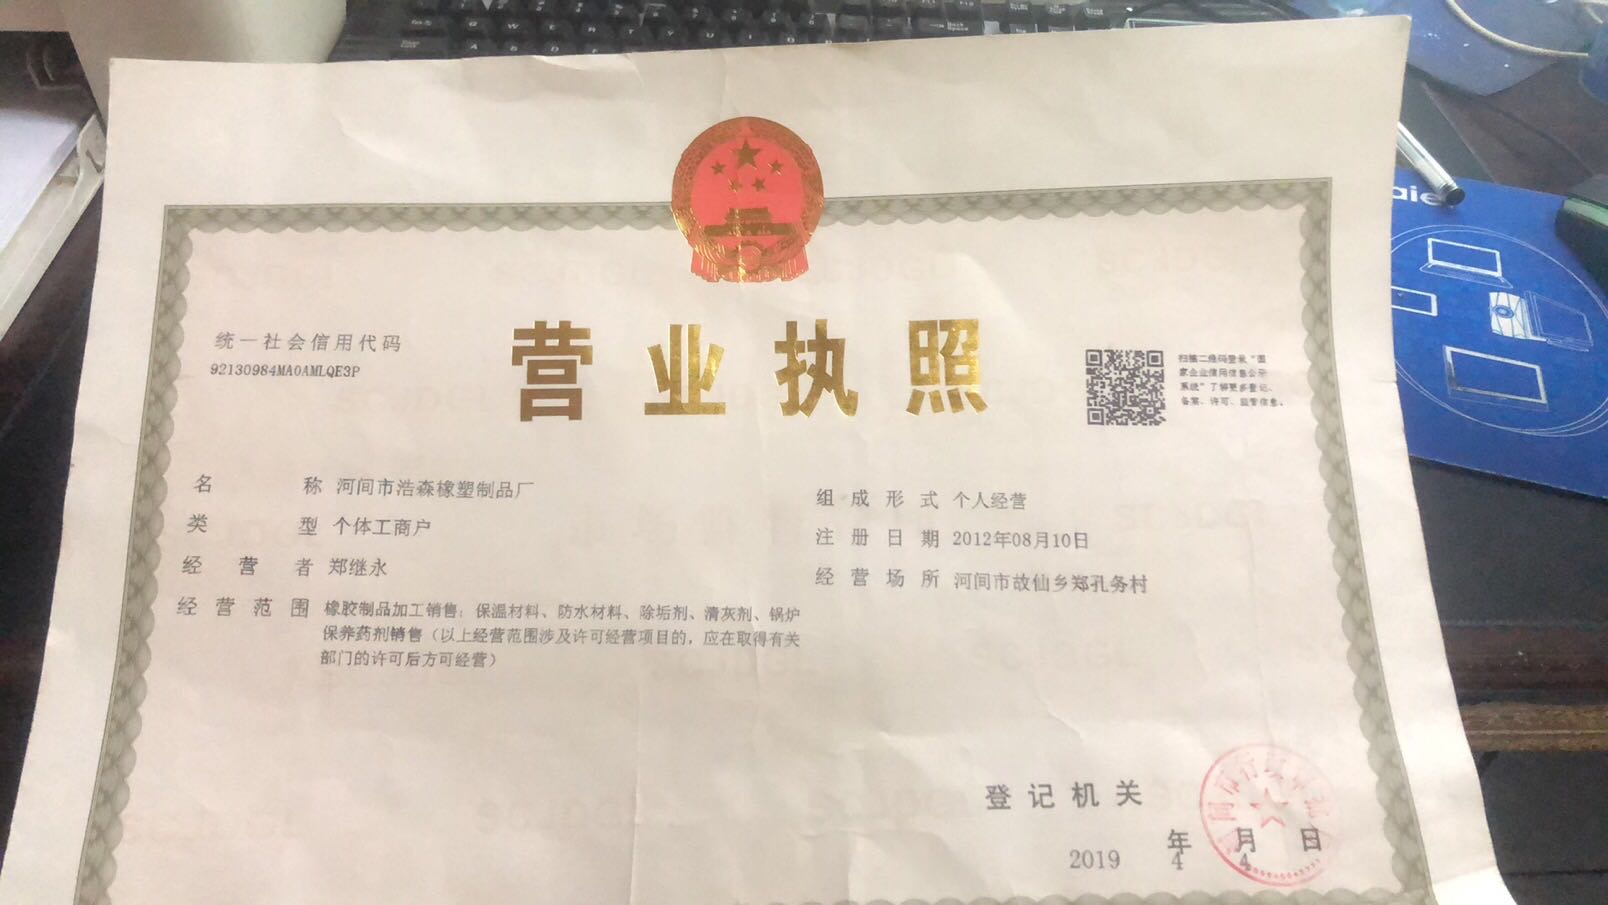 营业执照
统一社会信用代码
92130984MA0AMLQE3P
扫描二维码登录“国
家企业信用信息公示
系统”了解更多登记、
备案、许可、监管信息。
名称 河间市浩森橡塑制品厂
类型 个体工商户
经营者 郑继永
经营范围 橡胶制品加工销售；保温材料、防水材料、除垢剂、清灰剂、锅炉
保养药剂销售（以上经营范围涉及许可经营项目的，应在取得有关
部门的许可后方可经营）
组成形式 个人经营
注册日期 2012年08月10日
经营场所 河间市故仙乡郑孔务村
登记机关
2019年4月4日